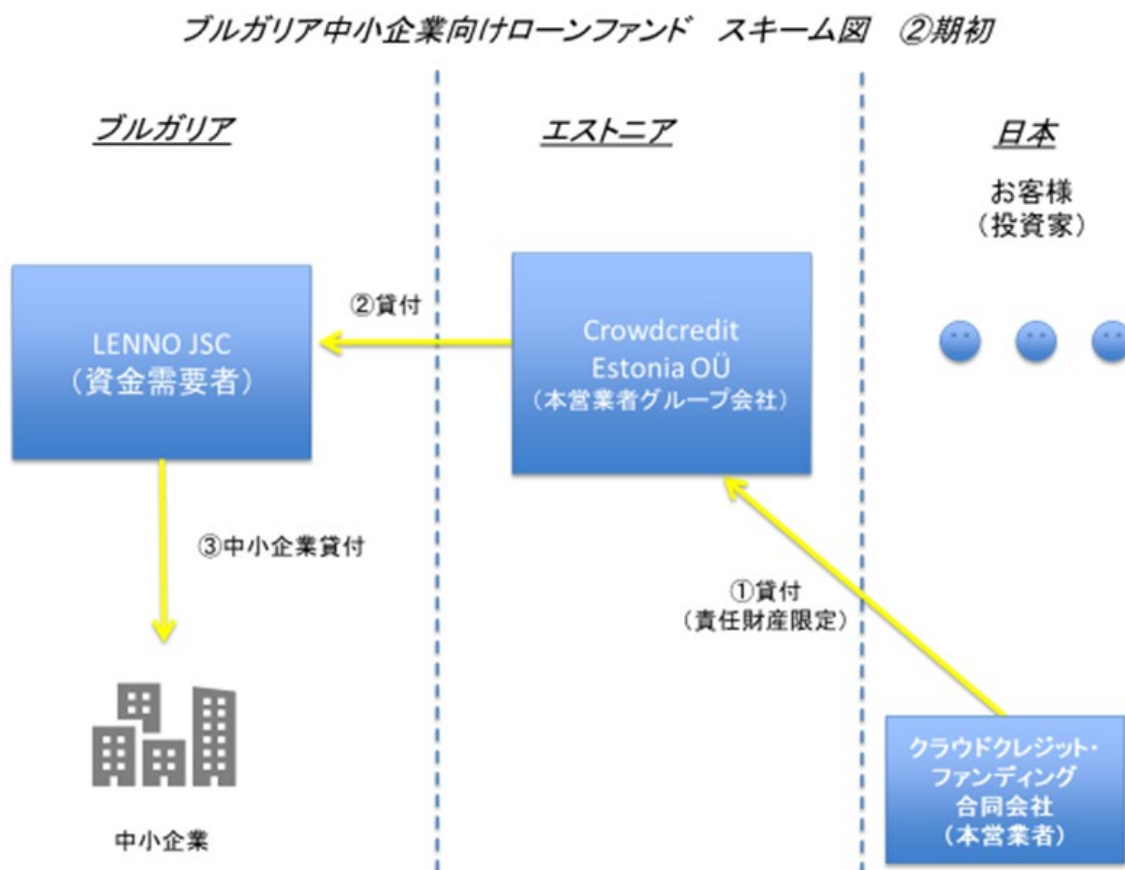 ブルガリア中小企業向けローンファンド　スキーム図　②期初
ブルガリア
エストニア
日本
お客様
（投資家）
LENNO JSC
（資金需要者）
②貸付
Crowdcredit
Estonia OÜ
（本営業者グループ会社）
③中小企業貸付
①貸付
（責任財産限定）
中小企業
クラウドクレジット・
ファンディング
合同会社
（本営業者）